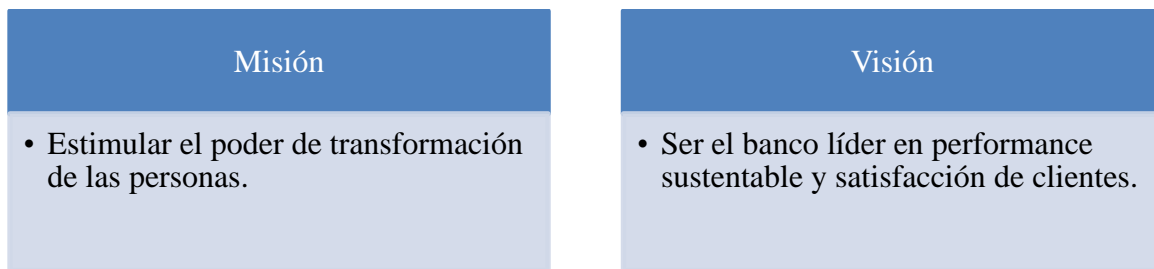 Misión
• Estimular el poder de transformación
de las personas.
Visión
• Ser el banco líder en performance
sustentable y satisfacción de clientes.